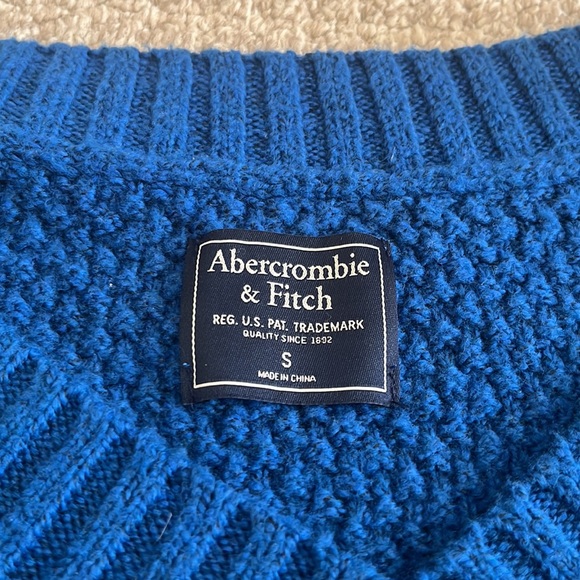 Abercrombie
& Fitch
REG. U.S. PAT. TRADEMARK
QUALITY SINCE 1892
S
MADE IN CHINA